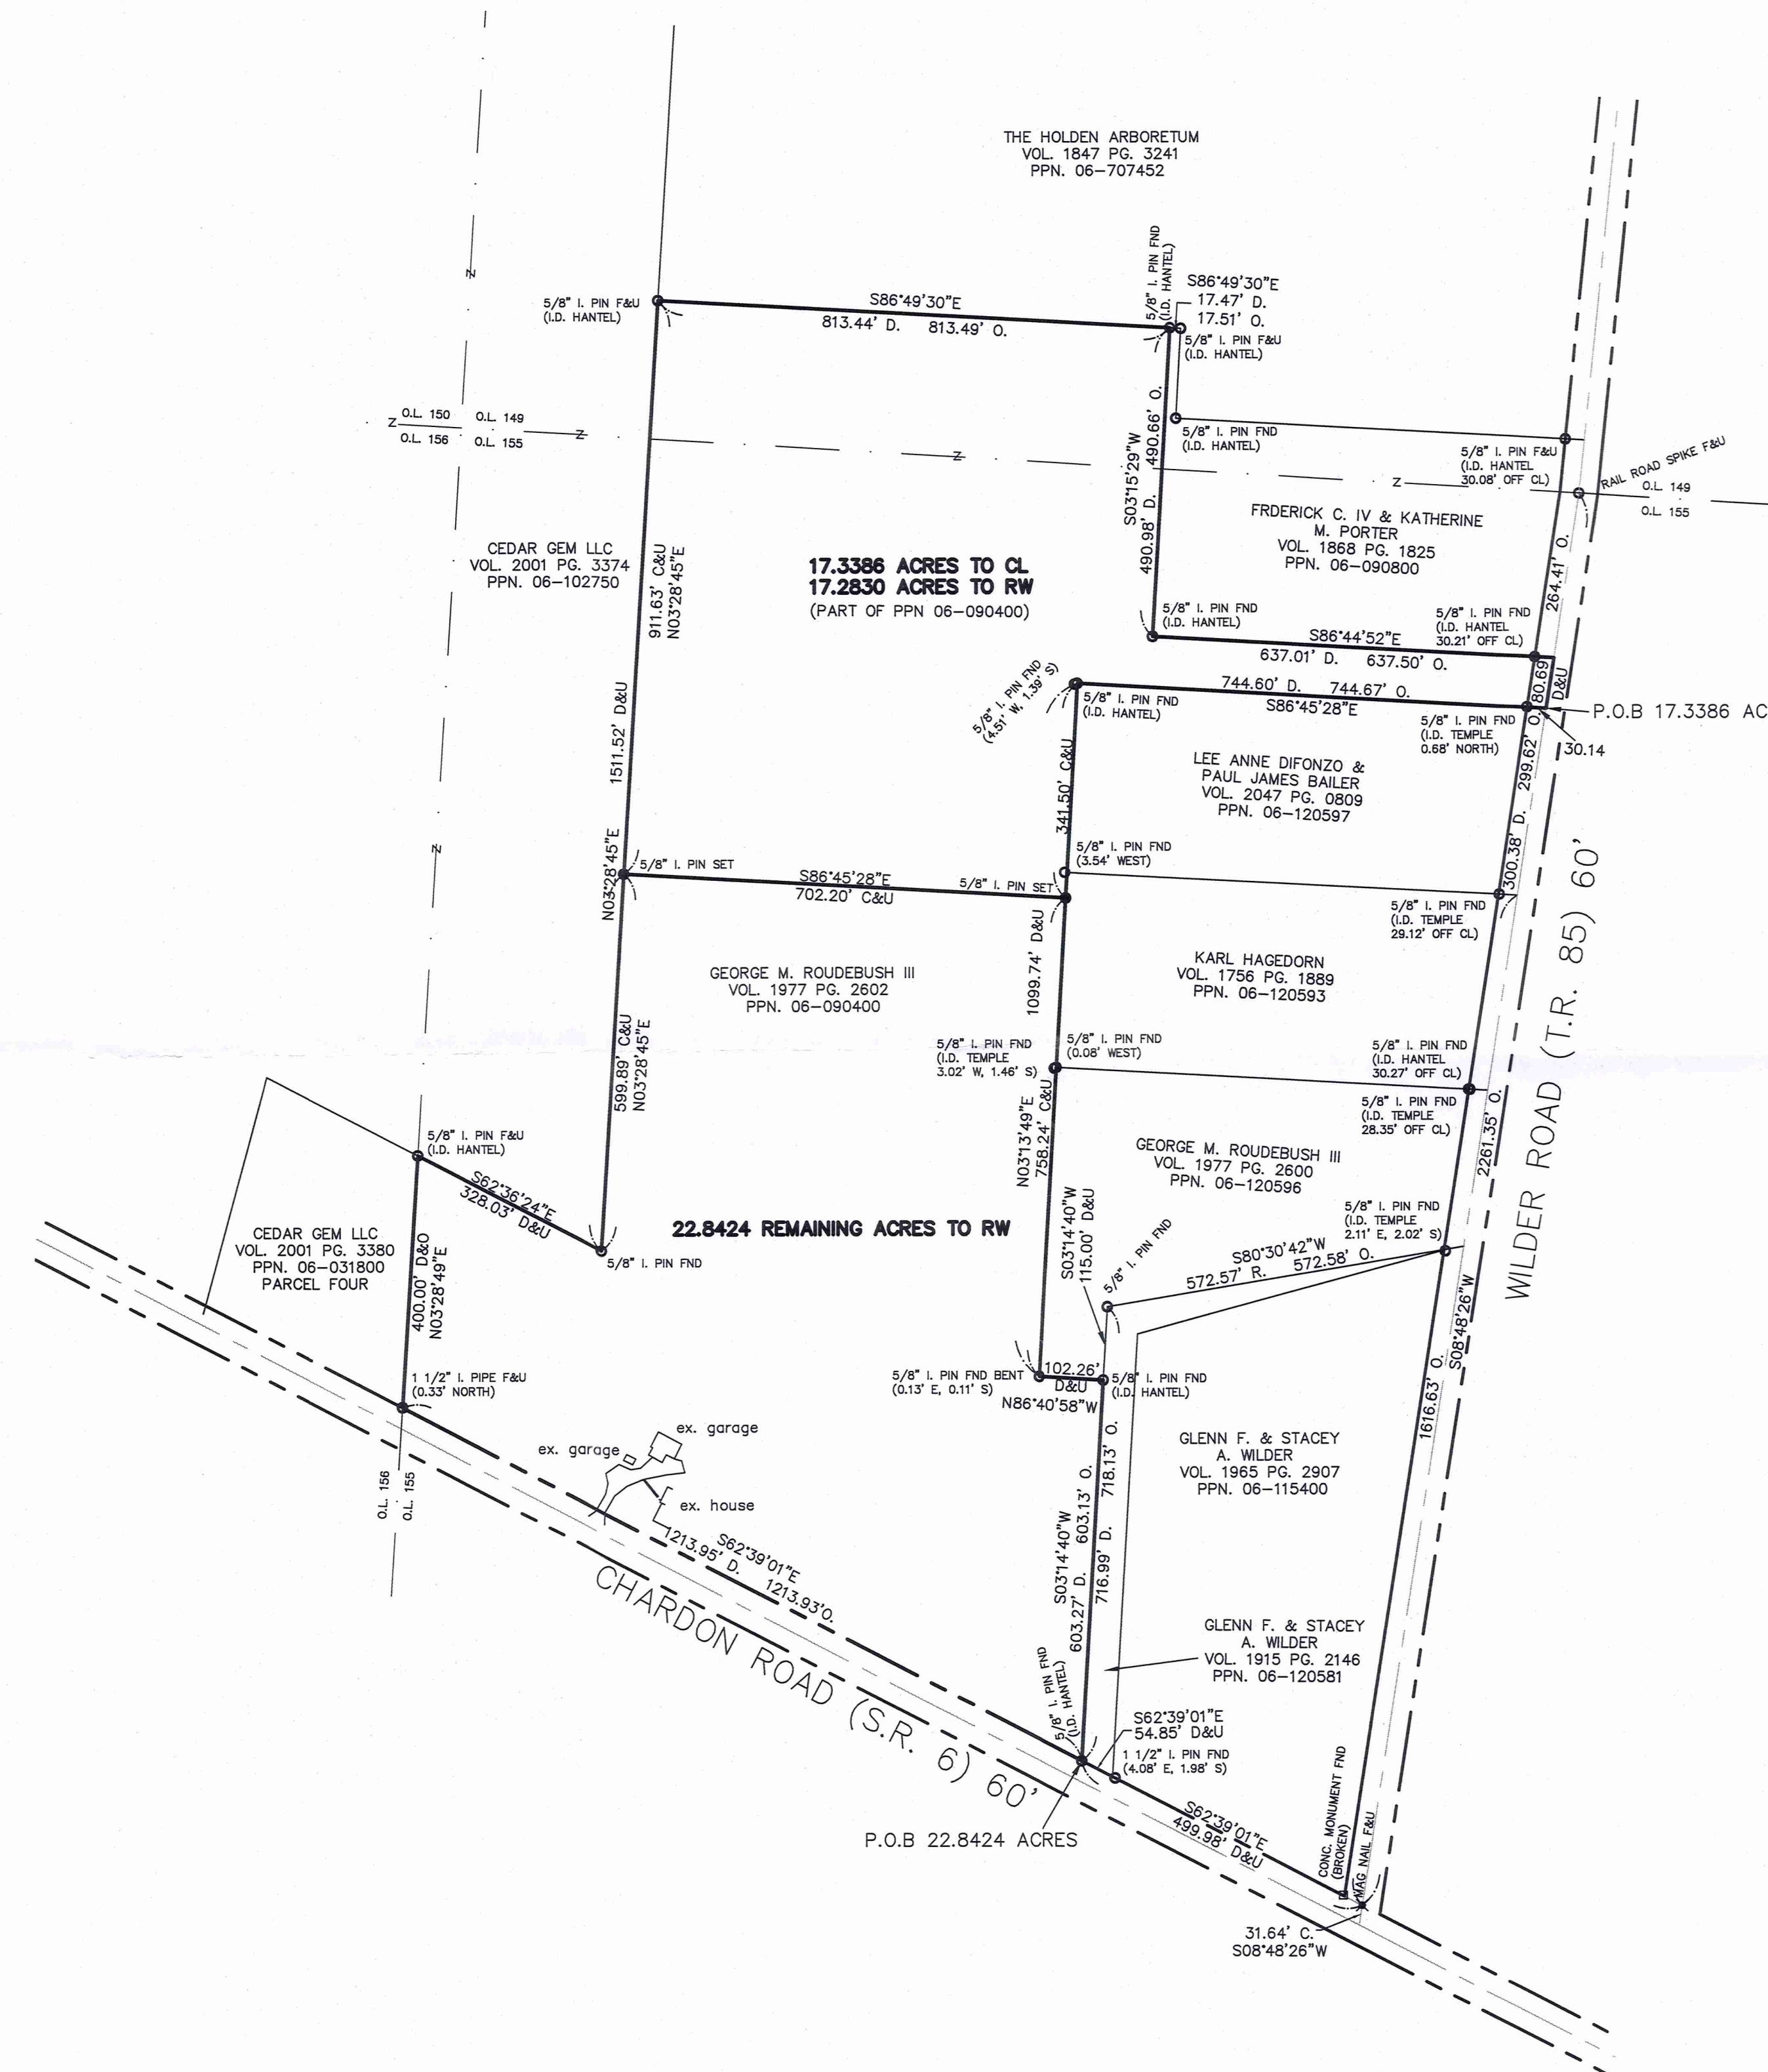 THE HOLDEN ARBORETUM
VOL. 1847 PG. 3241
PPN. 06-707452
5/8" I. PIN F&U
(I.D. HANTEL)
S86°49'30"E
813.44' D. 813.49' O.
5/8" I. PIN FND
(I.D. HANTEL)
S86°49'30"E
17.47' D.
17.51' O.
5/8" I. PIN F&U
(I.D. HANTEL)
S03°15'29"W
490.98' D. 490.66' O.
5/8" I. PIN FND
(I.D. HANTEL)
5/8" I. PIN F&U
(I.D. HANTEL
30.08' OFF CL)
RAIL ROAD SPIKE F&U
O.L. 149
O.L. 155
O.L. 150 O.L. 149
O.L. 156 O.L. 155
Z
Z
Z
Z
Z
Z
FRDERICK C. IV & KATHERINE
M. PORTER
VOL. 1868 PG. 1825
PPN. 06-090800
264.41' O.
CEDAR GEM LLC
VOL. 2001 PG. 3374
PPN. 06-102750
911.63' C&U
N03°28'45"E
17.3386 ACRES TO CL
17.2830 ACRES TO RW
(PART OF PPN 06-090400)
5/8" I. PIN FND
(I.D. HANTEL)
5/8" I. PIN FND
(I.D. HANTEL
30.21' OFF CL)
S86°44'52"E
637.01' D. 637.50' O.
80.69
D&U
5/8" I. PIN FND
(4.51' W, 1.39' S)
5/8" I. PIN FND
(I.D. HANTEL)
744.60' D. 744.67' O.
S86°45'28"E
5/8" I. PIN FND
(I.D. TEMPLE
0.68' NORTH)
P.O.B 17.3386 AC
30.14
300.38' D. 299.62' O.
1511.52' D&U
N03°28'45"E
341.50' C&U
LEE ANNE DIFONZO &
PAUL JAMES BAILER
VOL. 2047 PG. 0809
PPN. 06-120597
5/8" I. PIN SET
S86°45'28"E
702.20' C&U
5/8" I. PIN SET
5/8" I. PIN FND
(3.54' WEST)
5/8" I. PIN FND
(I.D. TEMPLE
29.12' OFF CL)
WILDER ROAD (T.R. 85) 60'
1099.74' D&U
GEORGE M. ROUDEBUSH III
VOL. 1977 PG. 2602
PPN. 06-090400
KARL HAGEDORN
VOL. 1756 PG. 1889
PPN. 06-120593
599.89' C&U
N03°28'45"E
5/8" I. PIN FND
(I.D. TEMPLE
3.02' W, 1.46' S)
5/8" I. PIN FND
(0.08' WEST)
5/8" I. PIN FND
(I.D. HANTEL
30.27' OFF CL)
5/8" I. PIN FND
(I.D. TEMPLE
28.35' OFF CL)
2261.35' O.
N03°13'49"E
758.24' C&U
5/8" I. PIN F&U
(I.D. HANTEL)
S62°36'24"E
328.03' D&U
GEORGE M. ROUDEBUSH III
VOL. 1977 PG. 2600
PPN. 06-120596
S03°14'40"W
115.00' D&U
5/8" I. PIN FND
5/8" I. PIN FND
(I.D. TEMPLE
2.11' E, 2.02' S)
S80°30'42"W
572.57' R. 572.58' O.
CEDAR GEM LLC
VOL. 2001 PG. 3380
PPN. 06-031800
PARCEL FOUR
400.00' D&O
N03°28'49"E
5/8" I. PIN FND
22.8424 REMAINING ACRES TO RW
1616.63' O.
S08°48'26"W
1 1/2" I. PIPE F&U
(0.33' NORTH)
5/8" I. PIN FND BENT
(0.13' E, 0.11' S)
102.26'
D&U
N86°40'58"W
5/8" I. PIN FND
(I.D. HANTEL)
ex. garage
ex. garage
ex. house
O.L. 156
O.L. 155
GLENN F. & STACEY
A. WILDER
VOL. 1965 PG. 2907
PPN. 06-115400
S03°14'40"W
603.27' D. 603.13' O.
716.99' D. 718.13' O.
S62°39'01"E
1213.95' D. 1213.93'O.
CHARDON ROAD (S.R. 6) 60'
GLENN F. & STACEY
A. WILDER
VOL. 1915 PG. 2146
PPN. 06-120581
5/8" I. PIN FND
(I.D. HANTEL)
S62°39'01"E
54.85' D&U
1 1/2" I. PIN FND
(4.08' E, 1.98' S)
P.O.B 22.8424 ACRES
S62°39'01"E
499.98' D&U
CONC. MONUMENT FND
(BROKEN)
MAG NAIL F&U
31.64' C.
S08°48'26"W